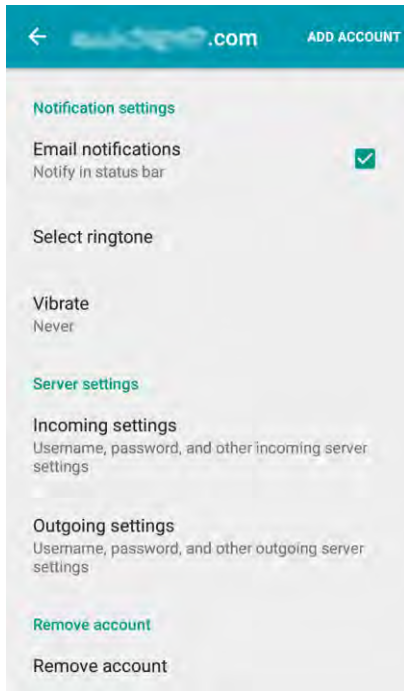 .com ADD ACCOUNT
Notification settings
Email notifications
Notify in status bar
Select ringtone
Vibrate
Never
Server settings
Incoming settings
Username, password, and other incoming server
settings
Outgoing settings
Username, password, and other outgoing server
settings
Remove account
Remove account